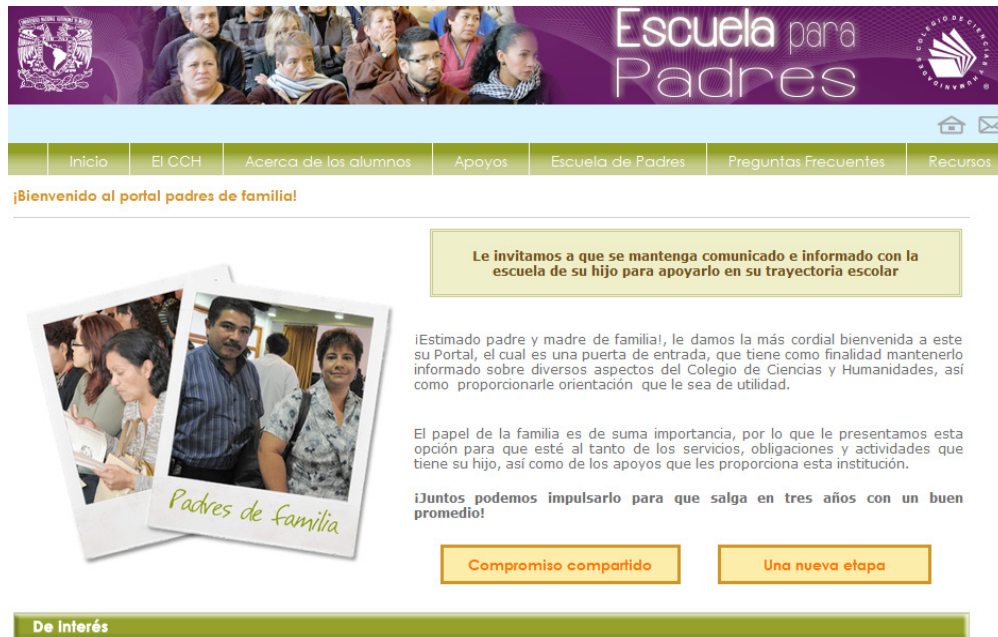 Escuela para
Padres
COLEGIO DE CIENCIAS Y HUMANIDADES
Inicio
El CCH
Acerca de los alumnos
Apoyos
Escuela de Padres
Preguntas Frecuentes
Recursos
¡Bienvenido al portal padres de familia!
Le invitamos a que se mantenga comunicado e informado con la
escuela de su hijo para apoyarlo en su trayectoria escolar
¡Estimado padre y madre de familia!, le damos la más cordial bienvenida a este
su Portal, el cual es una puerta de entrada, que tiene como finalidad mantenerlo
informado sobre diversos aspectos del Colegio de Ciencias y Humanidades, así
como proporcionarle orientación que le sea de utilidad.
El papel de la familia es de suma importancia, por lo que le presentamos esta
opción para que esté al tanto de los servicios, obligaciones y actividades que
tiene su hijo, así como de los apoyos que les proporciona esta institución.
¡Juntos podemos impulsarlo para que salga en tres años con un buen
promedio!
Padres de familia
Compromiso compartido
Una nueva etapa
De Interés